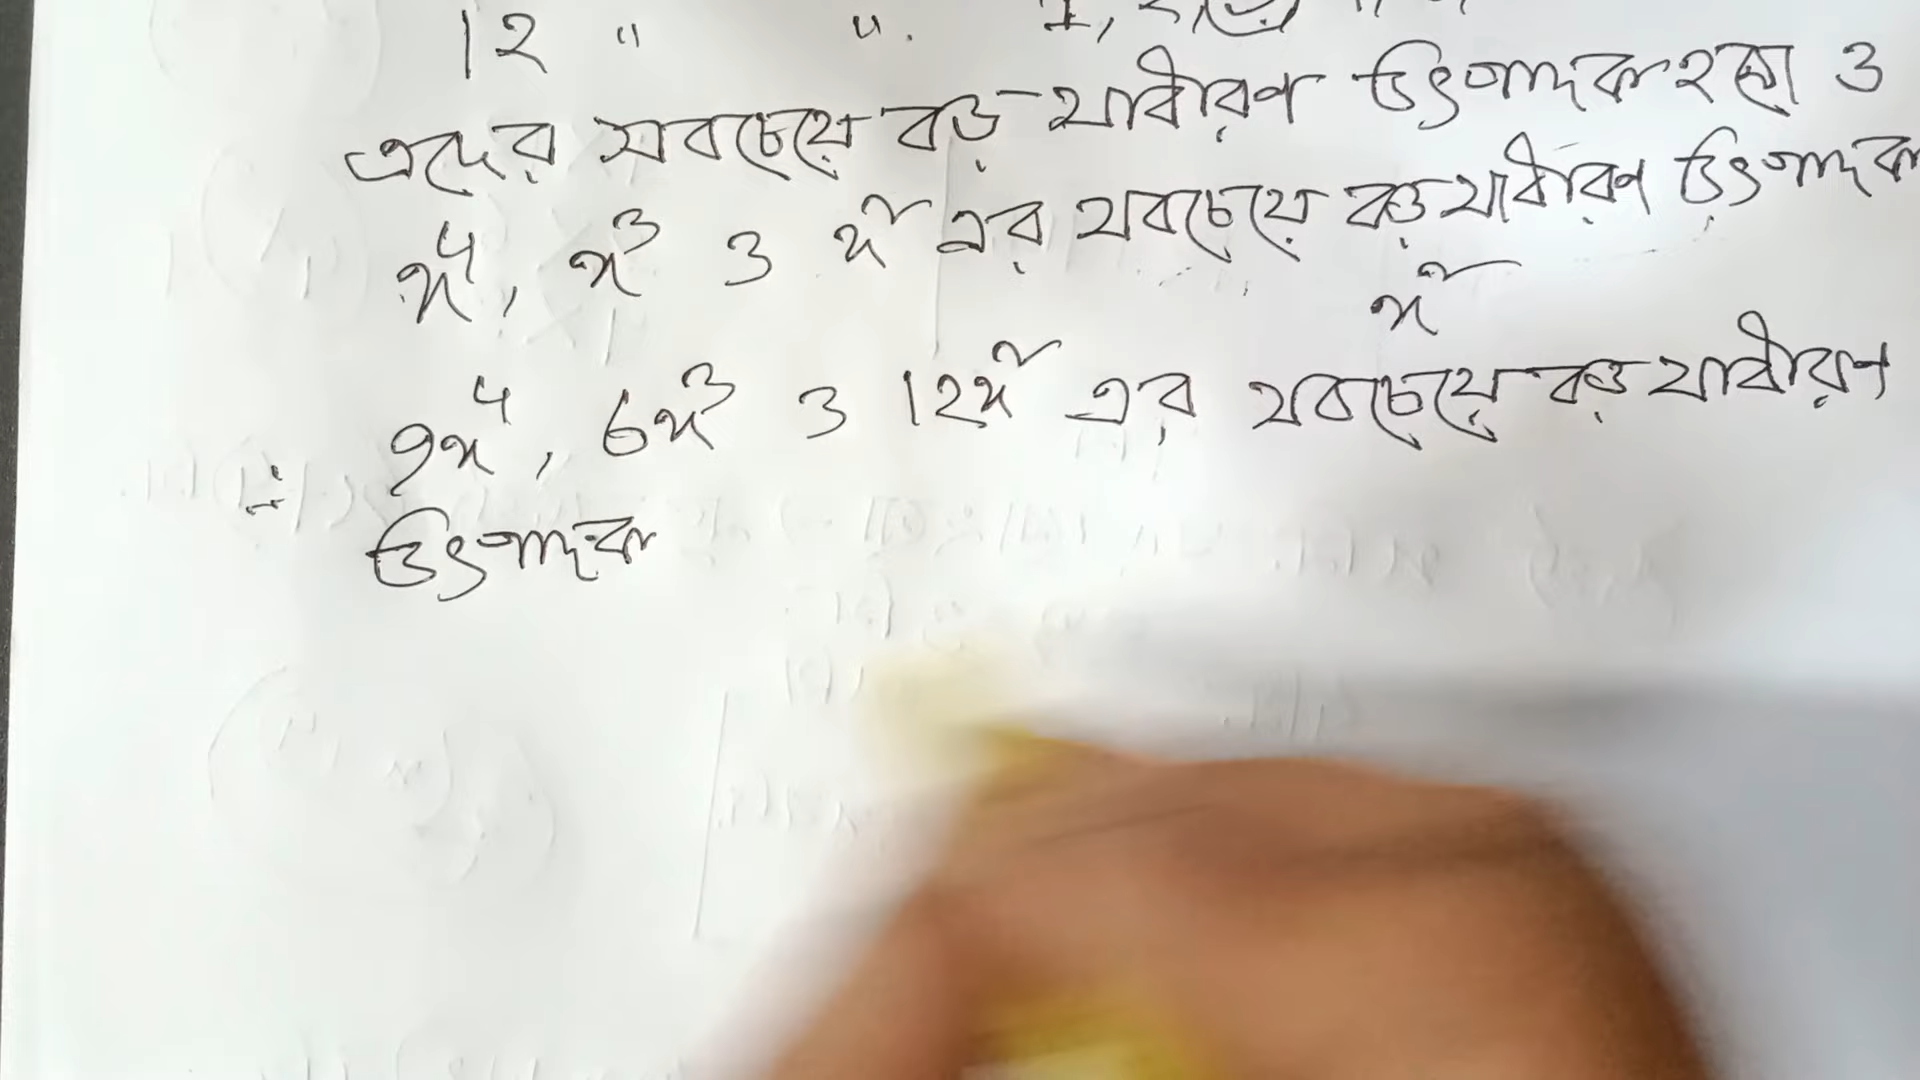 12 " ".
এদের সবচেয়ে বড় সাধারণ উৎপাদক হলো 3
x⁴, x³ ও x² এর সবচেয়ে বড় সাধারণ উৎপাদক
x²
∴ 9x⁴, 6x³ ও 12x² এর সবচেয়ে বড় সাধারণ
উৎপাদক